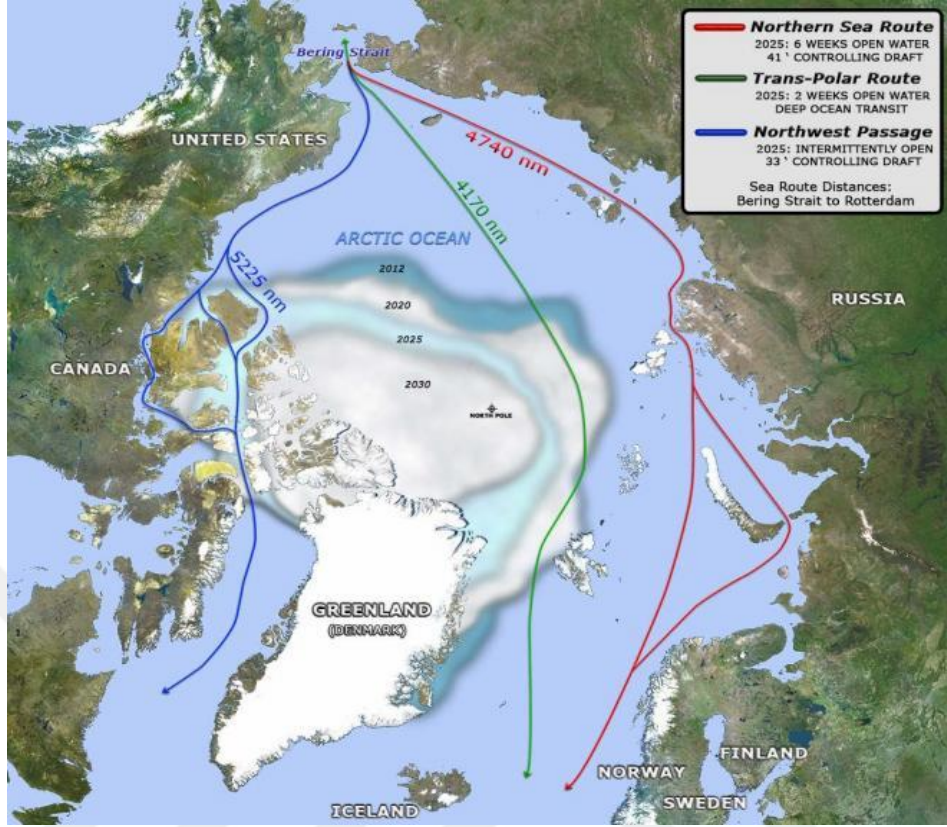 Northern Sea Route
2025: 6 WEEKS OPEN WATER
41' CONTROLLING DRAFT
Trans-Polar Route
2025: 2 WEEKS OPEN WATER
DEEP OCEAN TRANSIT
Northwest Passage
2025: INTERMITTENTLY OPEN
33' CONTROLLING DRAFT
Sea Route Distances:
Bering Strait to Rotterdam
Bering Strait
UNITED STATES
4740 nm
4170 nm
ARCTIC OCEAN
5225 nm
2012
2020
2025
2030
RUSSIA
CANADA
NORTH POLE
GREENLAND
(DENMARK)
FINLAND
NORWAY
SWEDEN
ICELAND